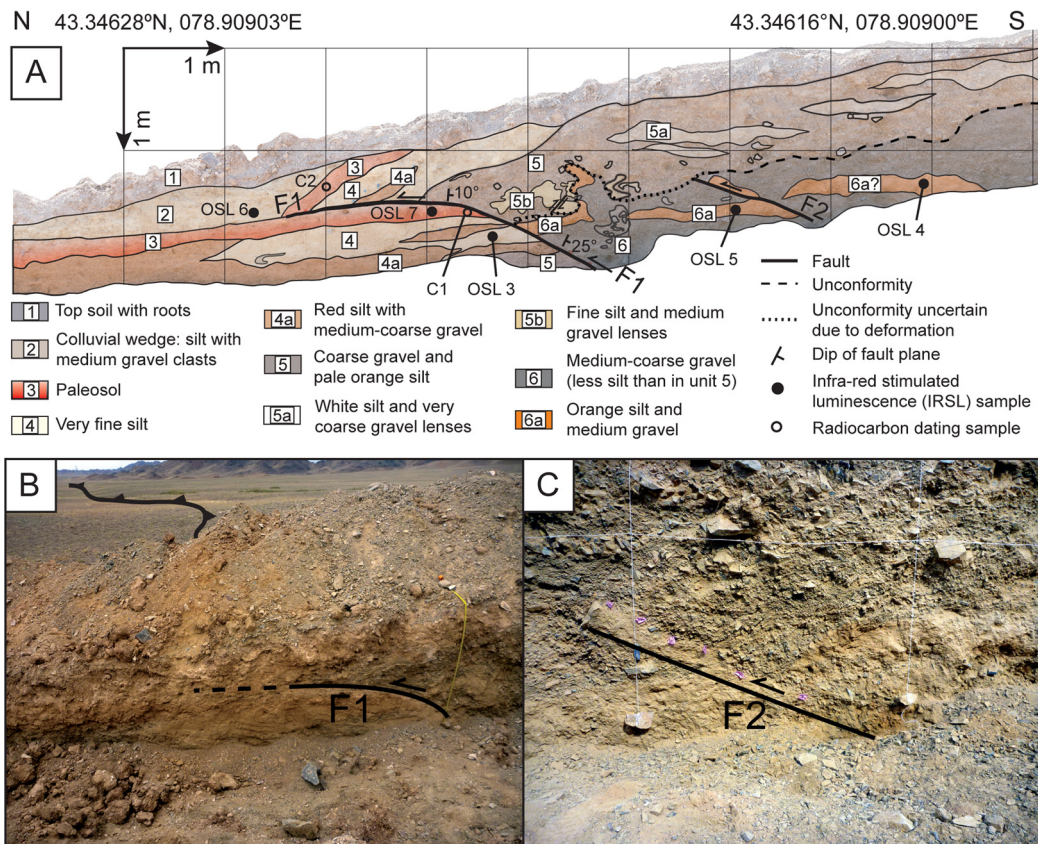 N 43.34628°N, 078.90903ºE 43.34616°N, 078.90900ºE S
A
1 m
1 m
5a
5
3
1
C2
4a
4
10°
F1
5b
6a?
2
OSL 6
OSL 7
6a
6a
F2
3
4
25°
6
4a
5
F1
OSL 5
OSL 4
C1
OSL 3
1 Top soil with roots
2 Colluvial wedge: silt with
medium gravel clasts
3 Paleosol
4 Very fine silt
4a Red silt with
medium-coarse gravel
5 Coarse gravel and
pale orange silt
5a White silt and very
coarse gravel lenses
5b Fine silt and medium
gravel lenses
6 Medium-coarse gravel
(less silt than in unit 5)
6a Orange silt and
medium gravel
Fault
Unconformity
Unconformity uncertain
due to deformation
Dip of fault plane
Infra-red stimulated
luminescence (IRSL) sample
Radiocarbon dating sample
B
F1
C
F2